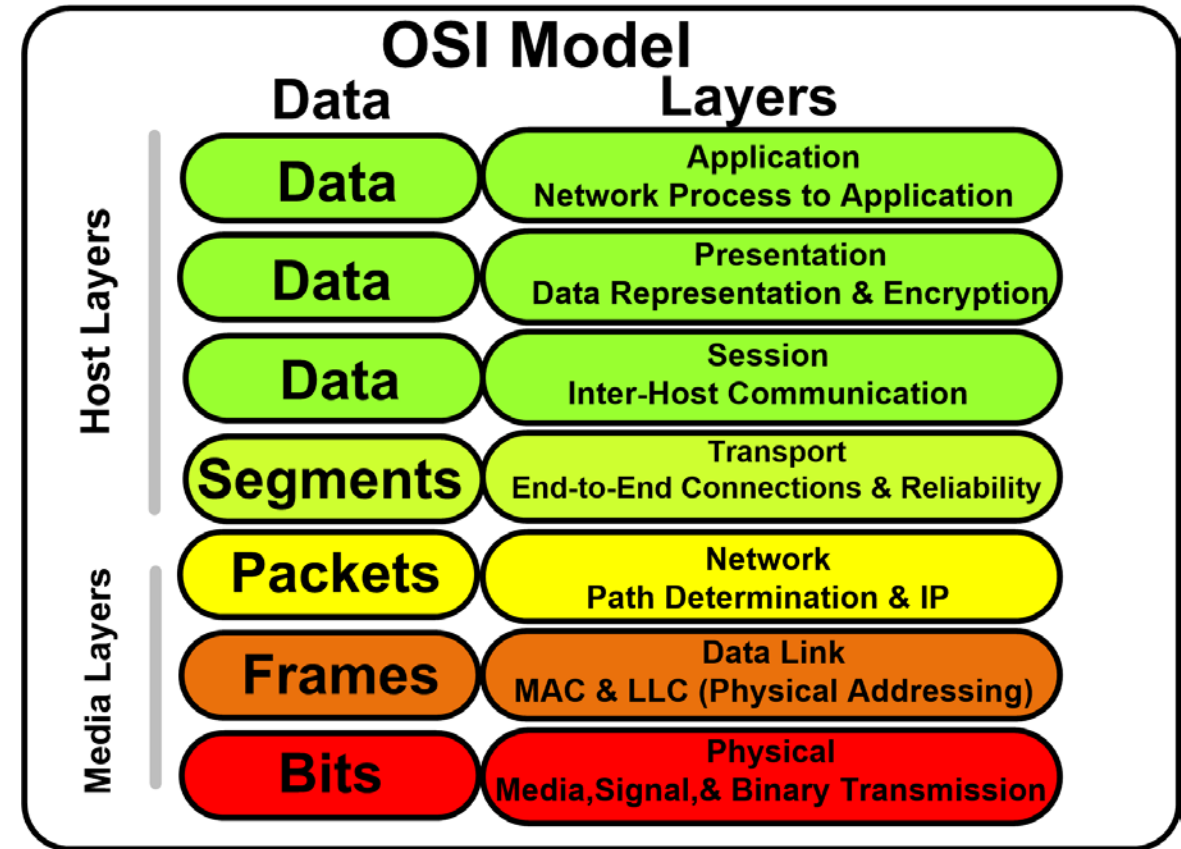 OSI Model
Data
Layers
Host Layers
Data
Application
Network Process to Application
Data
Presentation
Data Representation & Encryption
Data
Session
Inter-Host Communication
Segments
Transport
End-to-End Connections & Reliability
Media Layers
Packets
Network
Path Determination & IP
Frames
Data Link
MAC & LLC (Physical Addressing)
Bits
Physical
Media,Signal,& Binary Transmission